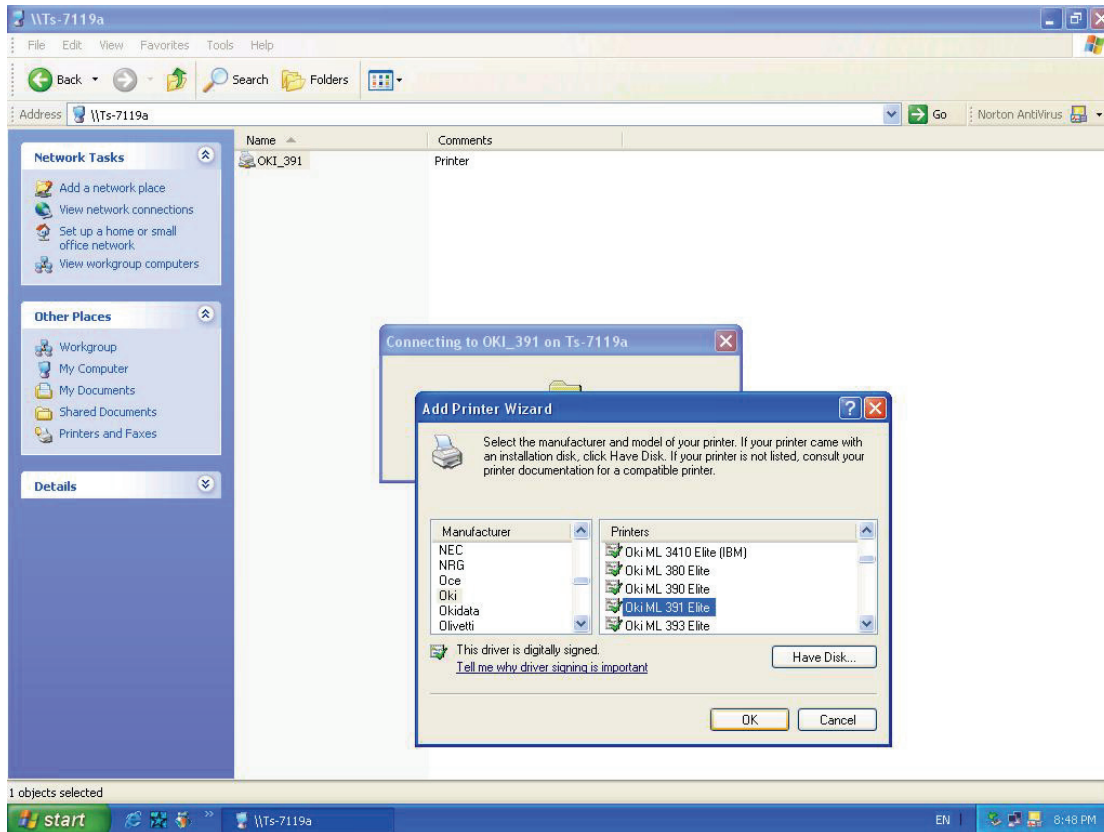 \\Ts-7119a
File Edit View Favorites Tools Help
Back Search Folders
Address \\Ts-7119a Go Norton AntiVirus
Name Comments
Network Tasks
Add a network place
View network connections
Set up a home or small
office network
View workgroup computers
Other Places
Workgroup
My Computer
My Documents
Shared Documents
Printers and Faxes
Details
OKI_391 Printer
Connecting to OKI_391 on Ts-7119a
Add Printer Wizard
Select the manufacturer and model of your printer. If your printer came with
an installation disk, click Have Disk. If your printer is not listed, consult your
printer documentation for a compatible printer.
Manufacturer
NEC
NRG
Oce
Oki
Okidata
Olivetti
Printers
Oki ML 3410 Elite (IBM)
Oki ML 380 Elite
Oki ML 390 Elite
Oki ML 391 Elite
Oki ML 393 Elite
This driver is digitally signed.
Tell me why driver signing is important
Have Disk...
OK Cancel
1 objects selected
start \\Ts-7119a EN 8:48 PM